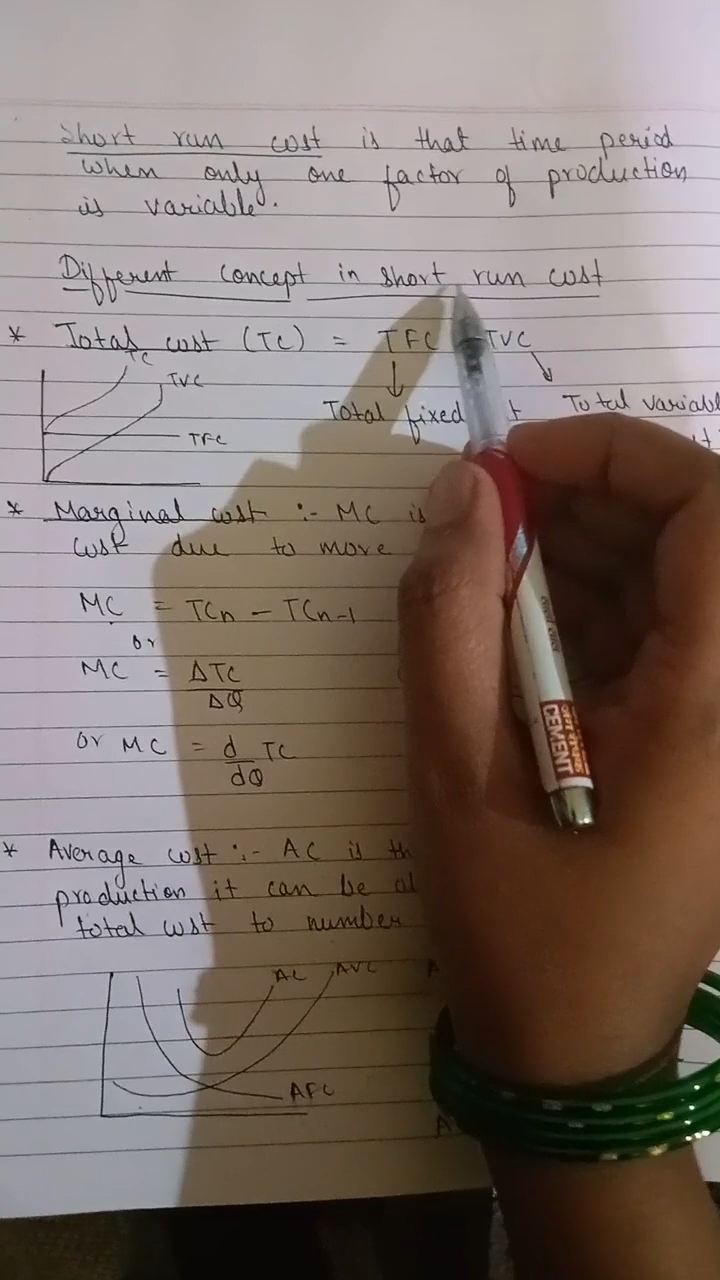 Short run cost is that time period
when only one factor of production
is variable.
Different concept in short run cost
* Total cost (TC) = TFC TVC
Total fixed t Total variable
TC
TVC
TFC
* Marginal cost :- MC is
cost due to more
MC = TCn - TCn-1
or
MC = ΔTC
ΔQ
or MC = d TC
dQ
* Average cost :- AC is th
production it can be al
total cost to number
AC AVC
AFC
CEMENT